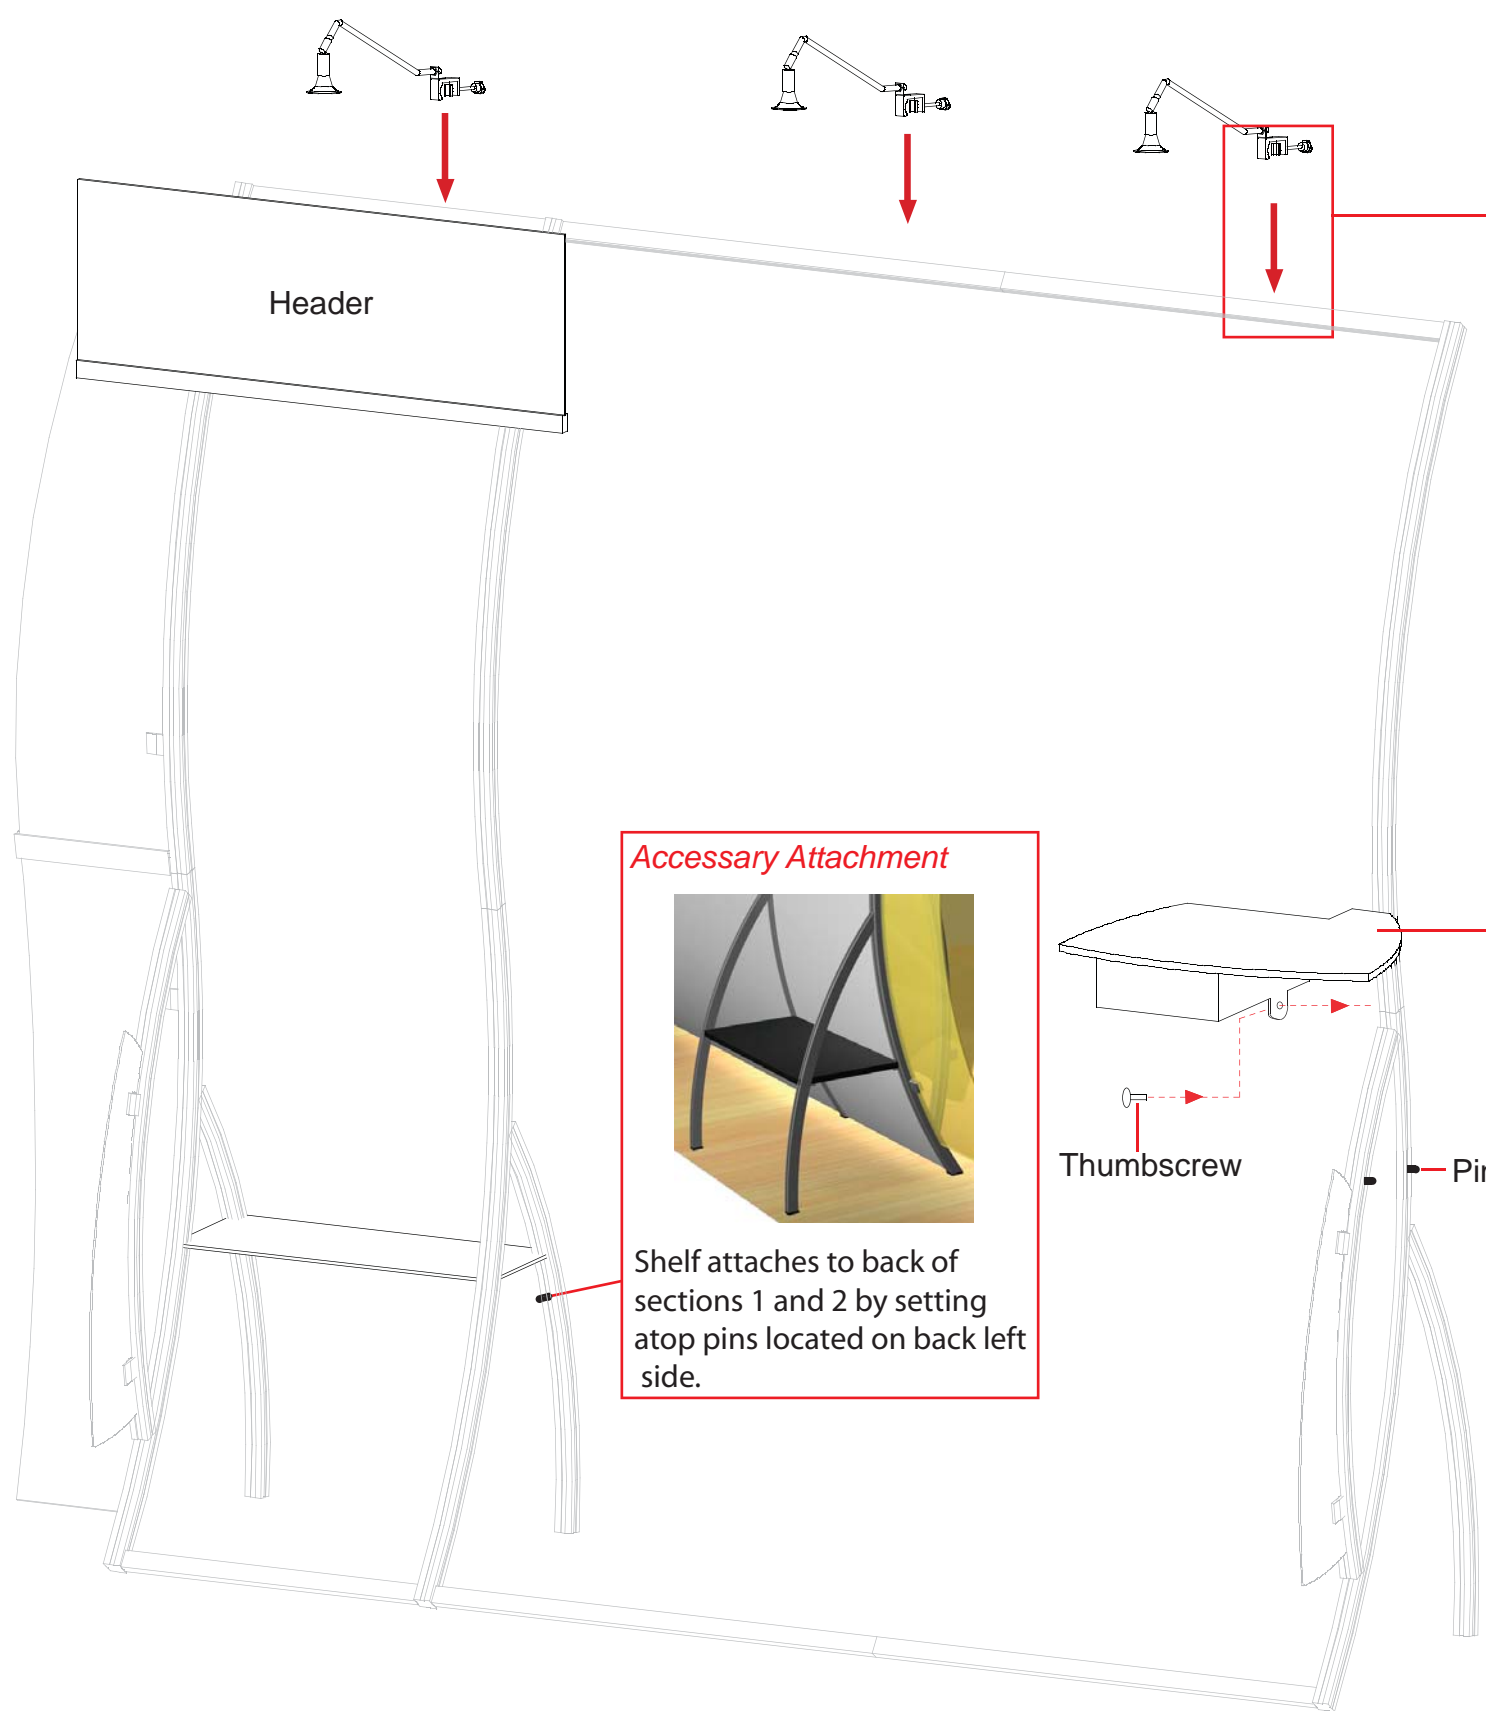 Header
Accessary Attachment
Shelf attaches to back of
sections 1 and 2 by setting
atop pins located on back left
side.
Thumbscrew